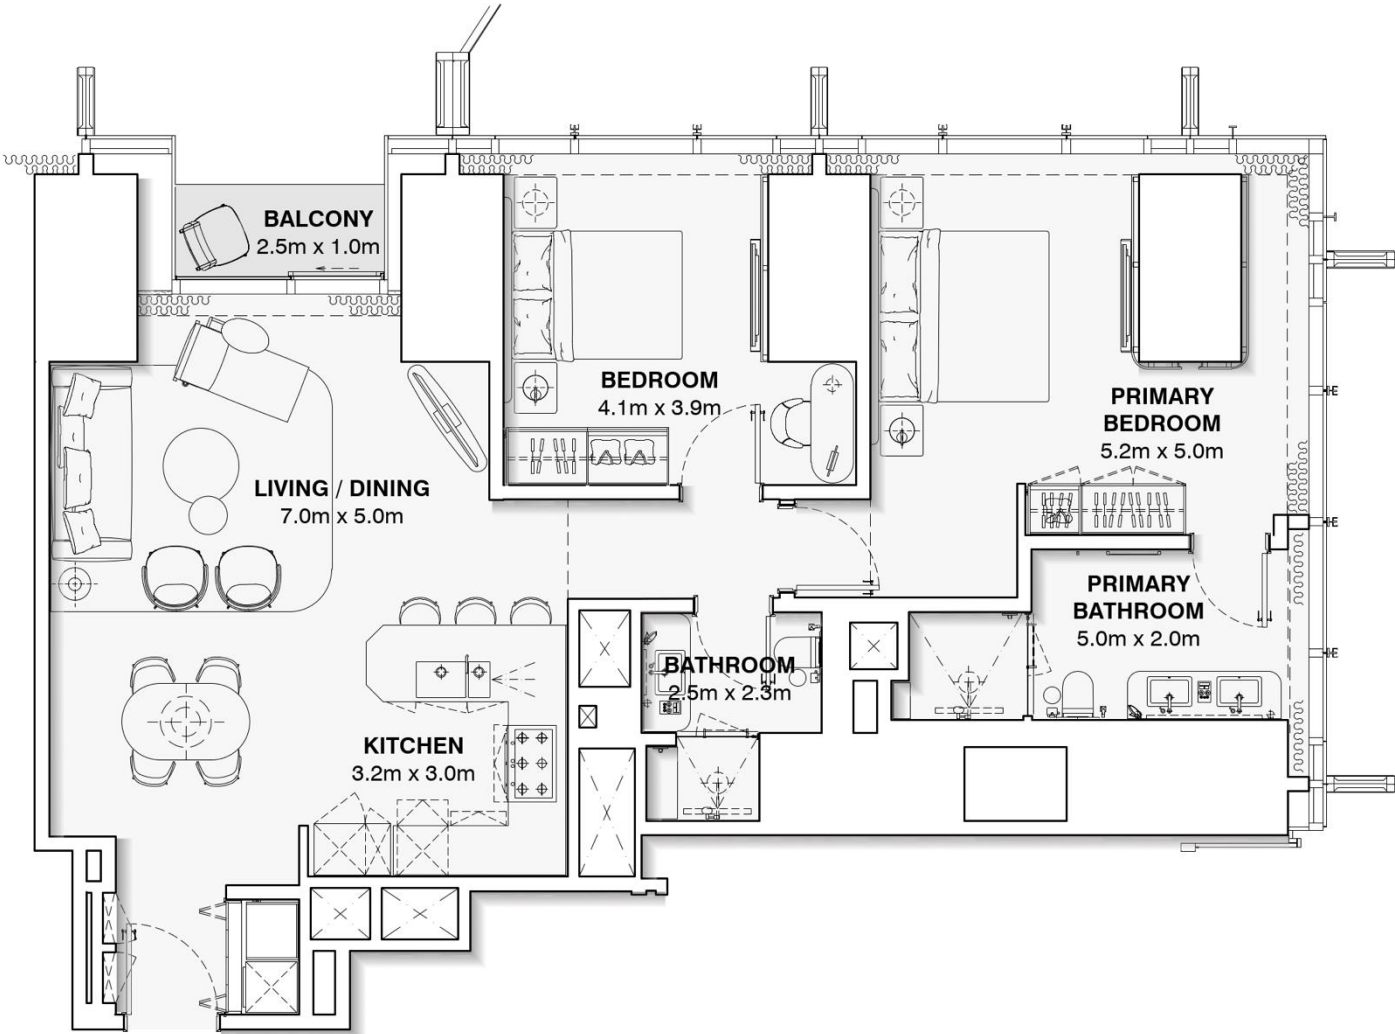 BALCONY
2.5m x 1.0m
BEDROOM
4.1m x 3.9m
PRIMARY
BEDROOM
5.2m x 5.0m
LIVING / DINING
7.0m x 5.0m
PRIMARY
BATHROOM
5.0m x 2.0m
BATHROOM
2.5m x 2.3m
KITCHEN
3.2m x 3.0m